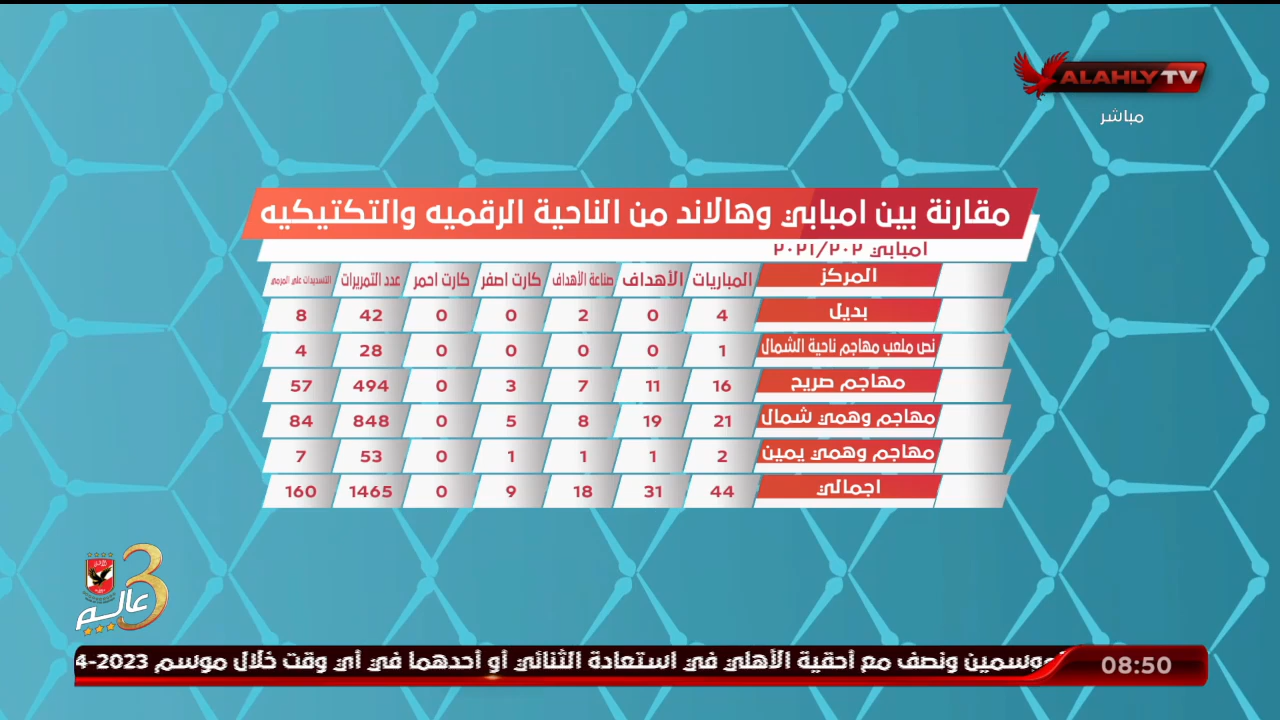 ALAHLY TV
مباشر
مقارنة بين امبابي وهالاند من الناحية الرقميه والتكتيكيه
امبابي ٢٠٢١/٢٠٢
المركز المباريات الأهداف صناعة الأهداف كارت اصفر كارت احمر عدد التمريرات التسديدات على المرمى
بديل 4 0 2 0 0 42 8
نص ملعب مهاجم ناحية الشمال 1 0 0 0 0 28 4
مهاجم صريح 16 11 7 3 0 494 57
مهاجم وهمي شمال 21 19 8 5 0 848 84
مهاجم وهمي يمين 2 1 1 1 0 53 7
اجمالي 44 31 18 9 0 1465 160
3
عالم
08:50
لموسمين ونصف مع أحقية الأهلي في استعادة الثنائي أو أحدهما في أي وقت خلال موسم 2023-4